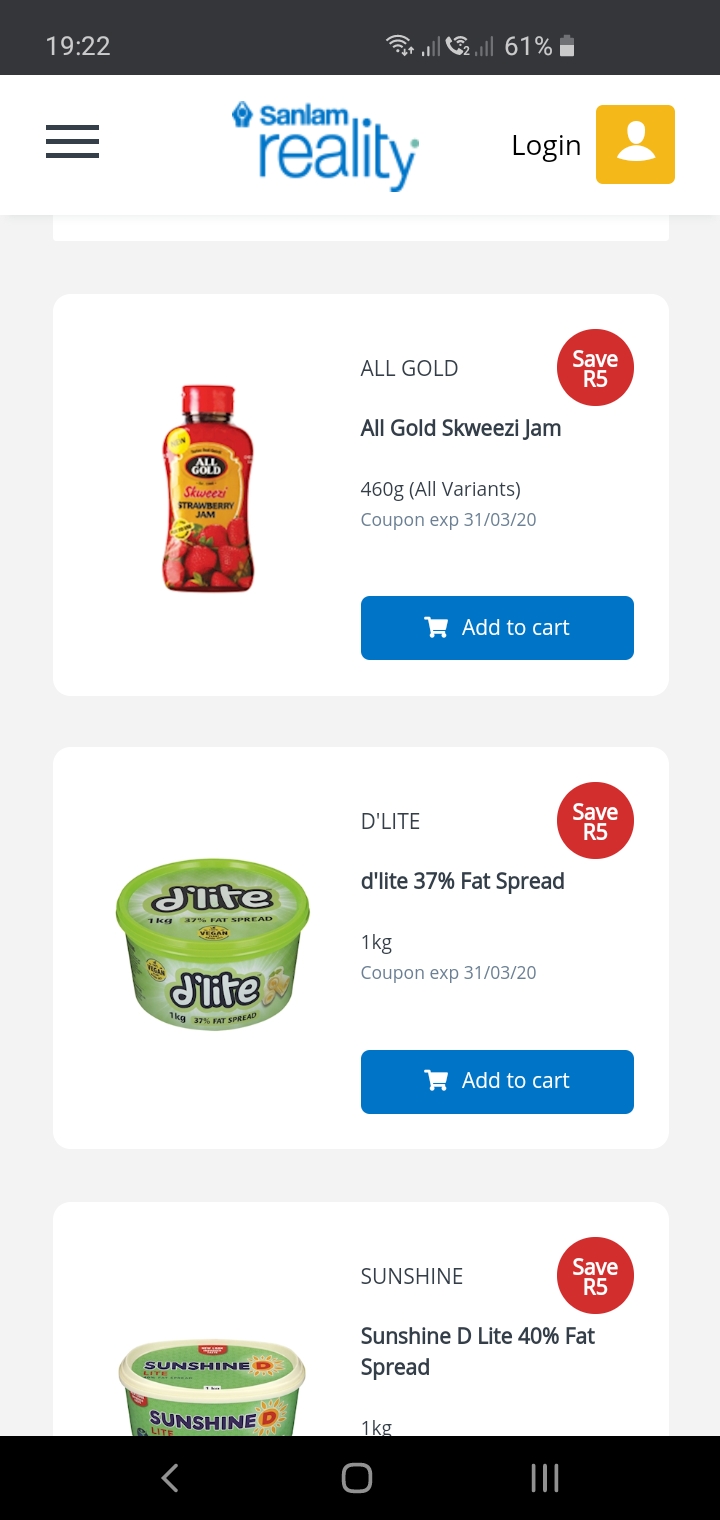 19:22
61%
Sanlam
reality
Login
ALL GOLD
Save
R5
All Gold Skweezi Jam
460g (All Variants)
Coupon exp 31/03/20
Add to cart
ALL
GOLD
Skweezi
STRAWBERRY
JAM
D'LITE
Save
R5
d'lite 37% Fat Spread
1kg
Coupon exp 31/03/20
Add to cart
d'lite
1kg 37% FAT SPREAD
VEGAN
VEGAN
d'lite
1kg 37% FAT SPREAD
SUNSHINE
Save
R5
Sunshine D Lite 40% Fat
Spread
1kg
SUNSHINE D
LITE
SUNSHINE D
LITE